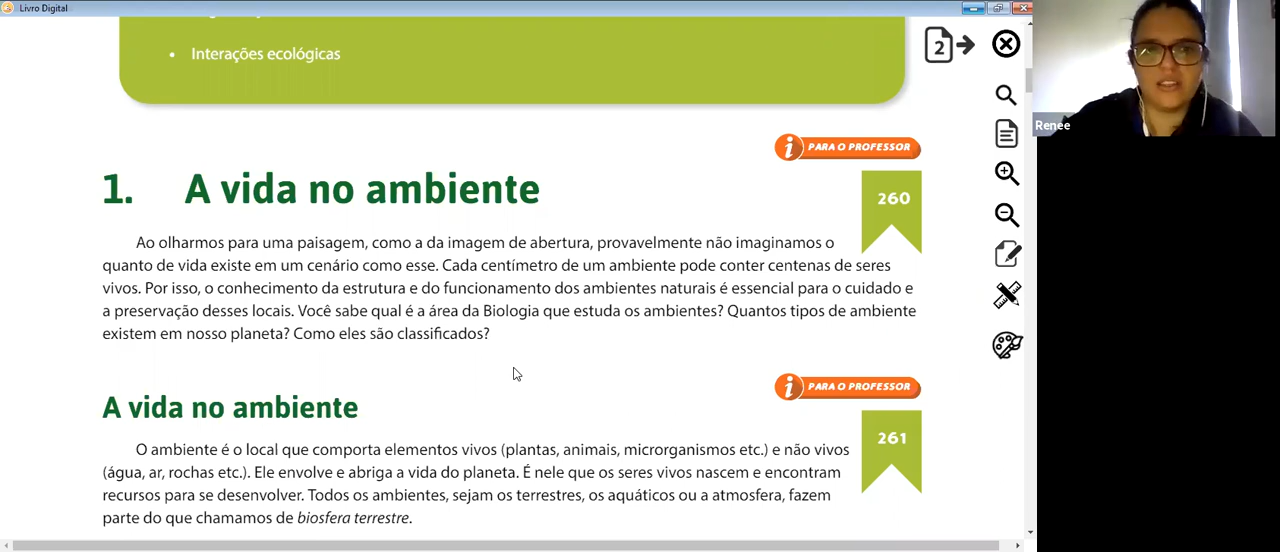 Livro Digital
• Interações ecológicas
2
Renee
PARA O PROFESSOR
1. A vida no ambiente
260
Ao olharmos para uma paisagem, como a da imagem de abertura, provavelmente não imaginamos o
quanto de vida existe em um cenário como esse. Cada centímetro de um ambiente pode conter centenas de seres
vivos. Por isso, o conhecimento da estrutura e do funcionamento dos ambientes naturais é essencial para o cuidado e
a preservação desses locais. Você sabe qual é a área da Biologia que estuda os ambientes? Quantos tipos de ambiente
existem em nosso planeta? Como eles são classificados?
PARA O PROFESSOR
A vida no ambiente
261
O ambiente é o local que comporta elementos vivos (plantas, animais, microrganismos etc.) e não vivos
(água, ar, rochas etc.). Ele envolve e abriga a vida do planeta. É nele que os seres vivos nascem e encontram
recursos para se desenvolver. Todos os ambientes, sejam os terrestres, os aquáticos ou a atmosfera, fazem
parte do que chamamos de biosfera terrestre.